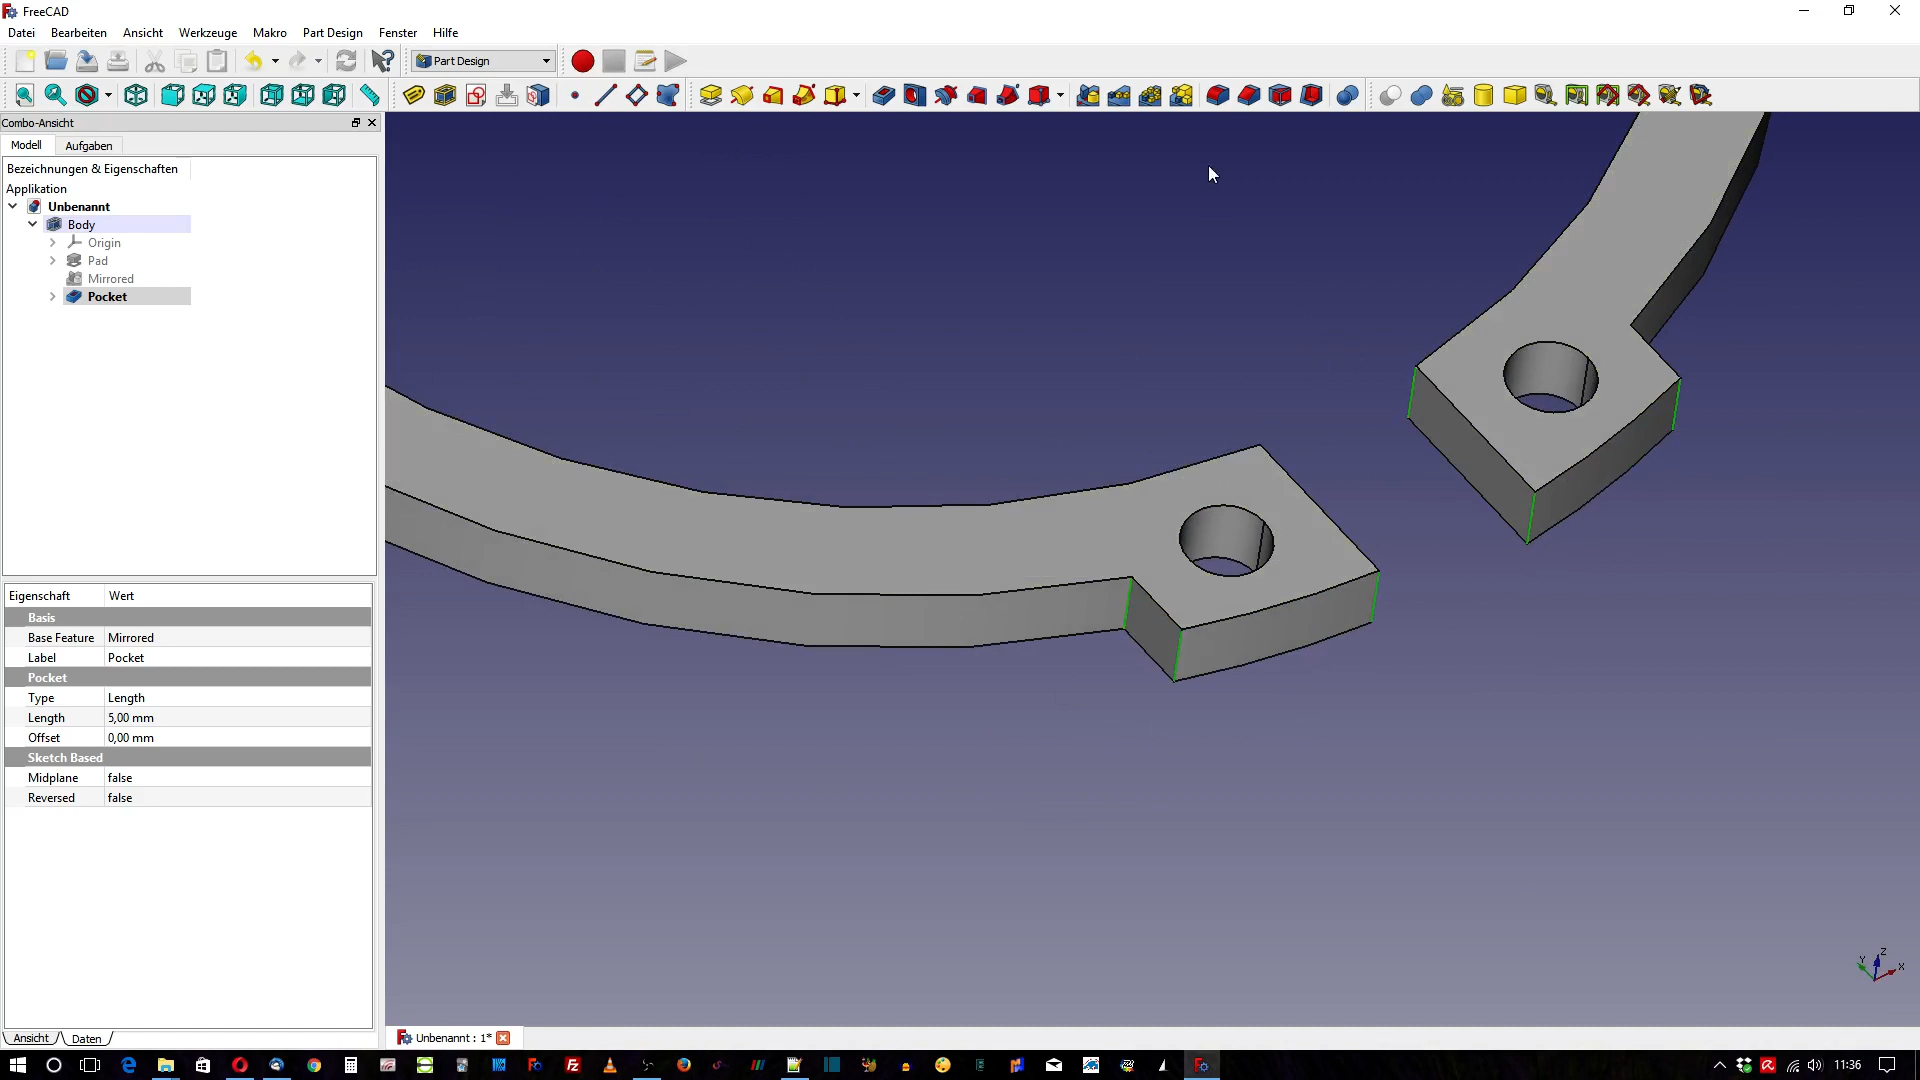 FreeCAD
Datei Bearbeiten Ansicht Werkzeuge Makro Part Design Fenster Hilfe
Part Design
Combo-Ansicht
Modell Aufgaben
Bezeichnungen & Eigenschaften
Applikation
Unbenannt
Body
Origin
Pad
Mirrored
Pocket
Eigenschaft Wert
Basis
Base Feature Mirrored
Label Pocket
Pocket
Type Length
Length 5,00 mm
Offset 0,00 mm
Sketch Based
Midplane false
Reversed false
Y Z X
Ansicht Daten
Unbenannt : 1*
11:36